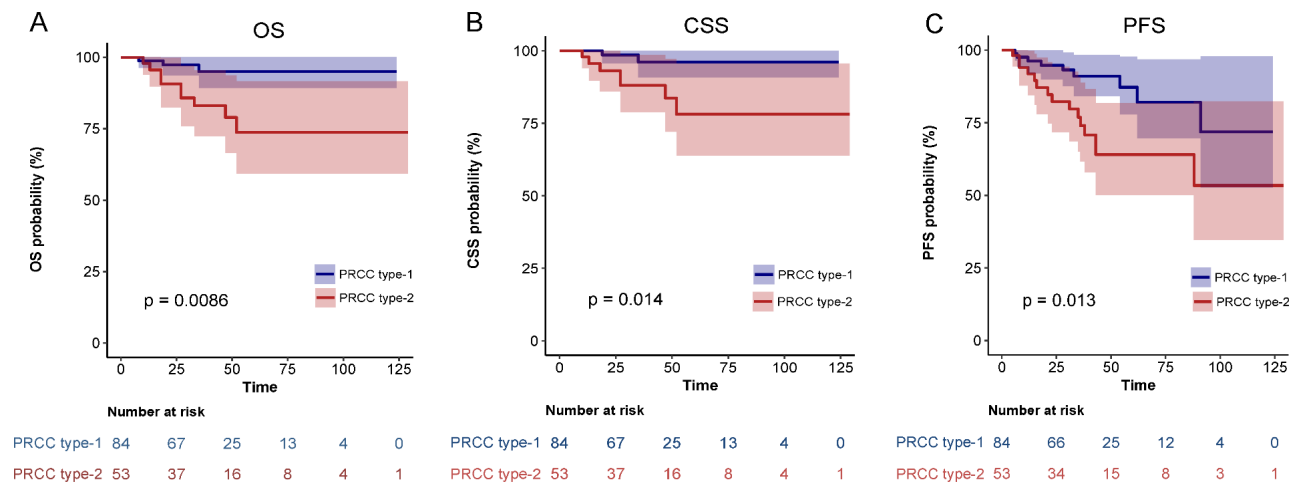 A
OS
OS probability (%)
100
75
50
25
0
PRCC type-1
PRCC type-2
p = 0.0086
0 25 50 75 100 125
Time
Number at risk
PRCC type-1 84 67 25 13 4 0
PRCC type-2 53 37 16 8 4 1
B
CSS
CSS probability (%)
100
75
50
25
0
PRCC type-1
PRCC type-2
p = 0.014
0 25 50 75 100 125
Time
Number at risk
PRCC type-1 84 67 25 13 4 0
PRCC type-2 53 37 16 8 4 1
C
PFS
PFS probability (%)
100
75
50
25
0
PRCC type-1
PRCC type-2
p = 0.013
0 25 50 75 100 125
Time
Number at risk
PRCC type-1 84 66 25 12 4 0
PRCC type-2 53 34 15 8 3 1